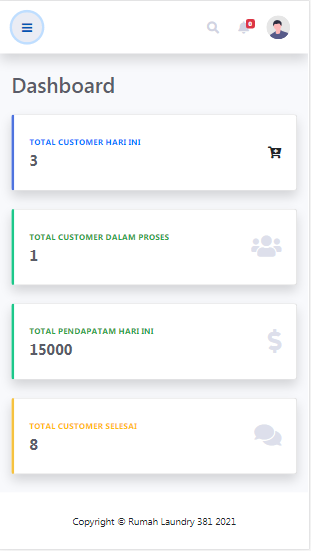 0
Dashboard
TOTAL CUSTOMER HARI INI
3
TOTAL CUSTOMER DALAM PROSES
1
TOTAL PENDAPATAM HARI INI
15000
TOTAL CUSTOMER SELESAI
8
Copyright © Rumah Laundry 381 2021